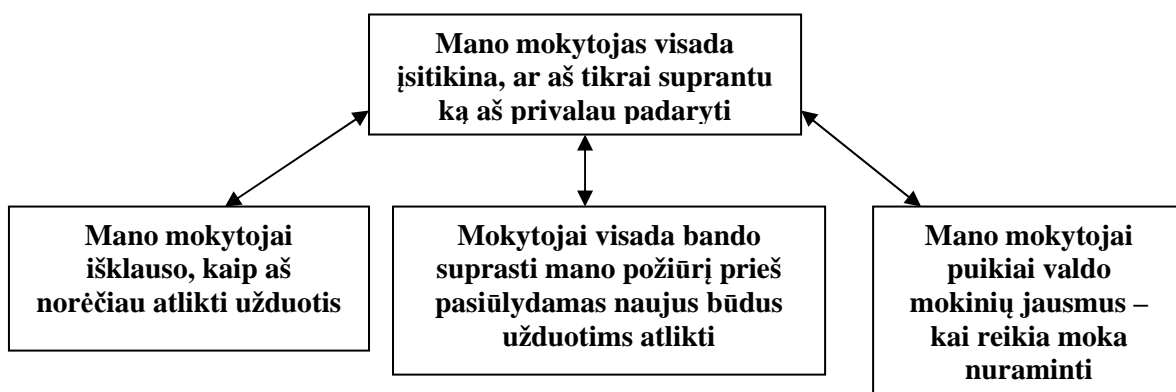 Mano mokytojas visada
įsitikina, ar aš tikrai suprantu
ką aš privalau padaryti
Mano mokytojai
išklauso, kaip aš
norėčiau atlikti užduotis
Mokytojai visada bando
suprasti mano požiūrį prieš
pasiūlydamas naujus būdus
užduotims atlikti
Mano mokytojai
puikiai valdo
mokinių jausmus –
kai reikia moka
nuraminti